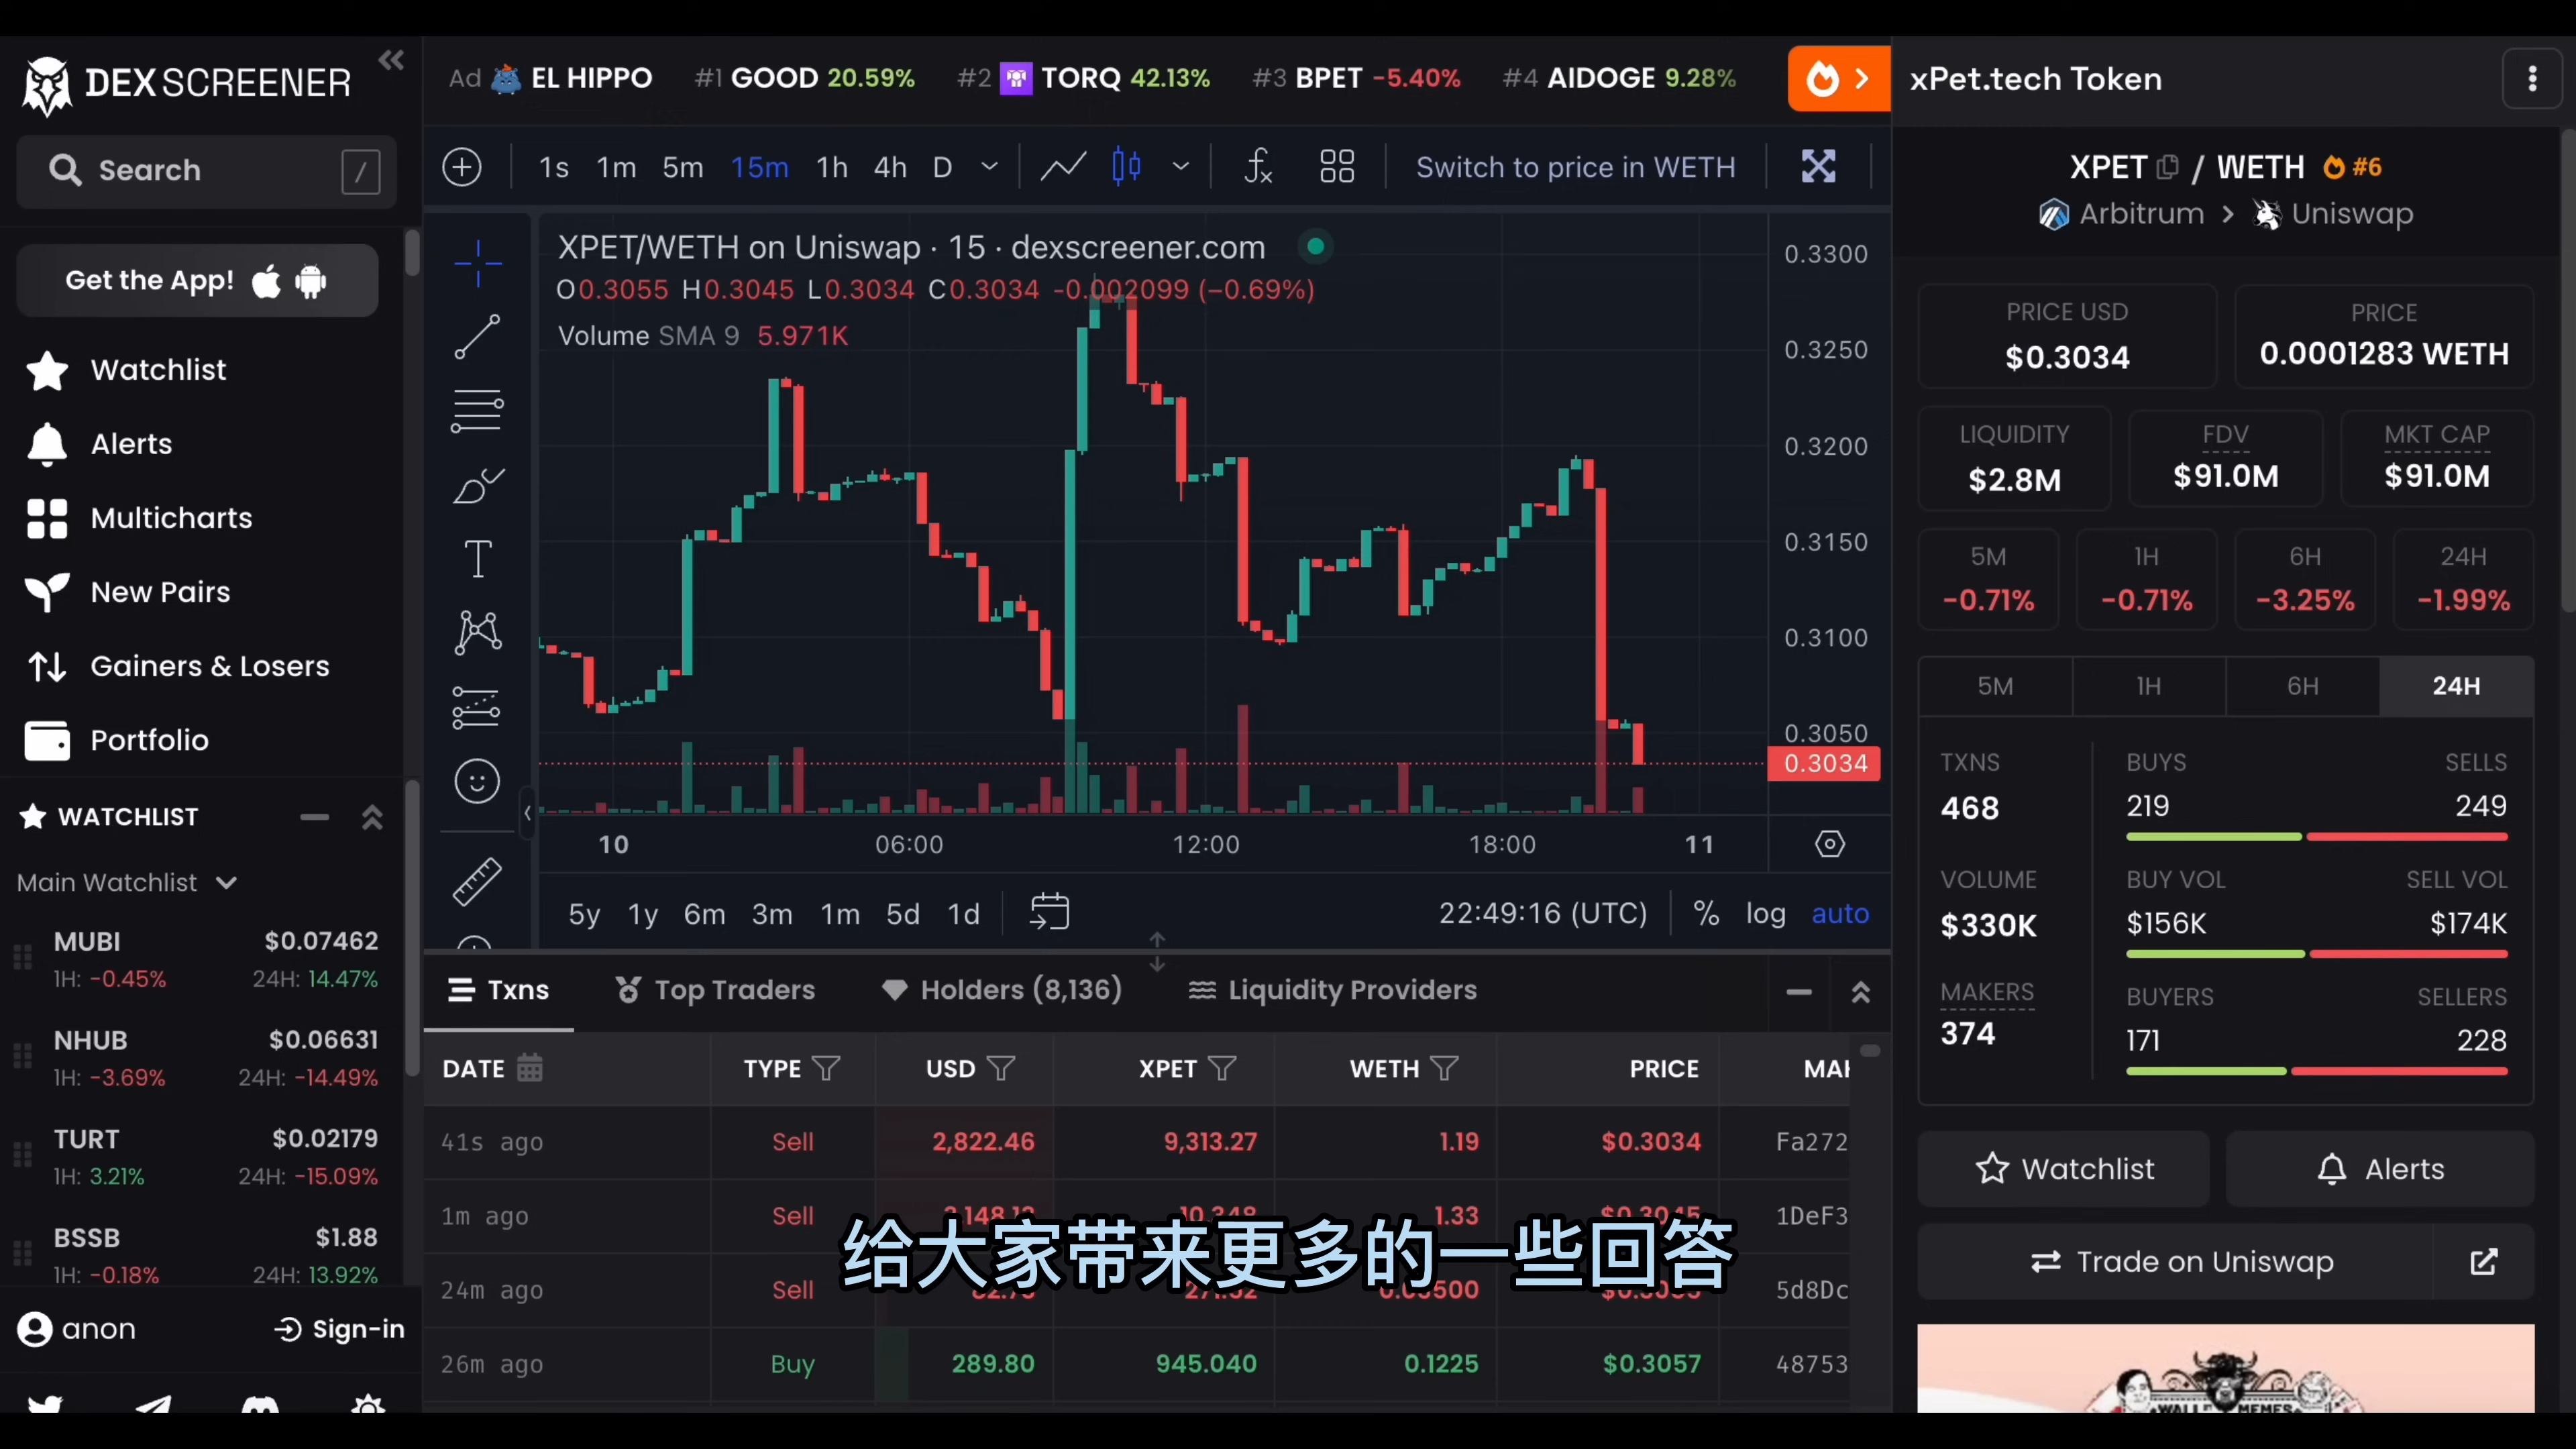 DEX SCREENER
Search /
Get the App!
Watchlist
Alerts
Multicharts
New Pairs
Gainers & Losers
Portfolio
WATCHLIST
Main Watchlist
MUBI $0.07462
1H: -0.45% 24H: 14.47%
NHUB $0.06631
1H: -3.69% 24H: -14.49%
TURT $0.02179
1H: 3.21% 24H: -15.09%
BSSB $1.88
1H: -0.18% 24H: 13.92%
anon Sign-in
Ad EL HIPPO #1 GOOD 20.59% #2 TORQ 42.13% #3 BPET -5.40% #4 AIDOGE 9.28%
1s 1m 5m 15m 1h 4h D Switch to price in WETH
XPET/WETH on Uniswap · 15 · dexscreener.com
O0.3055 H0.3045 L0.3034 C0.3034 -0.002099 (−0.69%)
Volume SMA 9 5.971K
0.3300
0.3250
0.3200
0.3150
0.3100
0.3050
0.3034
10 06:00 12:00 18:00 11
5y 1y 6m 3m 1m 5d 1d 22:49:16 (UTC) % log auto
Txns Top Traders Holders (8,136) Liquidity Providers
DATE TYPE USD XPET WETH PRICE
41s ago Sell 2,822.46 9,313.27 1.19 $0.3034 Fa272
1m ago Sell 1.33 1DeF3
给大家带来更多的一些回答
24m ago Sell 5d8Dc
26m ago Buy 289.80 945.040 0.1225 $0.3057 48753
xPet.tech Token
XPET / WETH #6
Arbitrum > Uniswap
PRICE USD PRICE
$0.3034 0.0001283 WETH
LIQUIDITY FDV MKT CAP
$2.8M $91.0M $91.0M
5M 1H 6H 24H
-0.71% -0.71% -3.25% -1.99%
5M 1H 6H 24H
TXNS BUYS SELLS
468 219 249
VOLUME BUY VOL SELL VOL
$330K $156K $174K
MAKERS BUYERS SELLERS
374 171 228
Watchlist Alerts
Trade on Uniswap
WALL MEMES